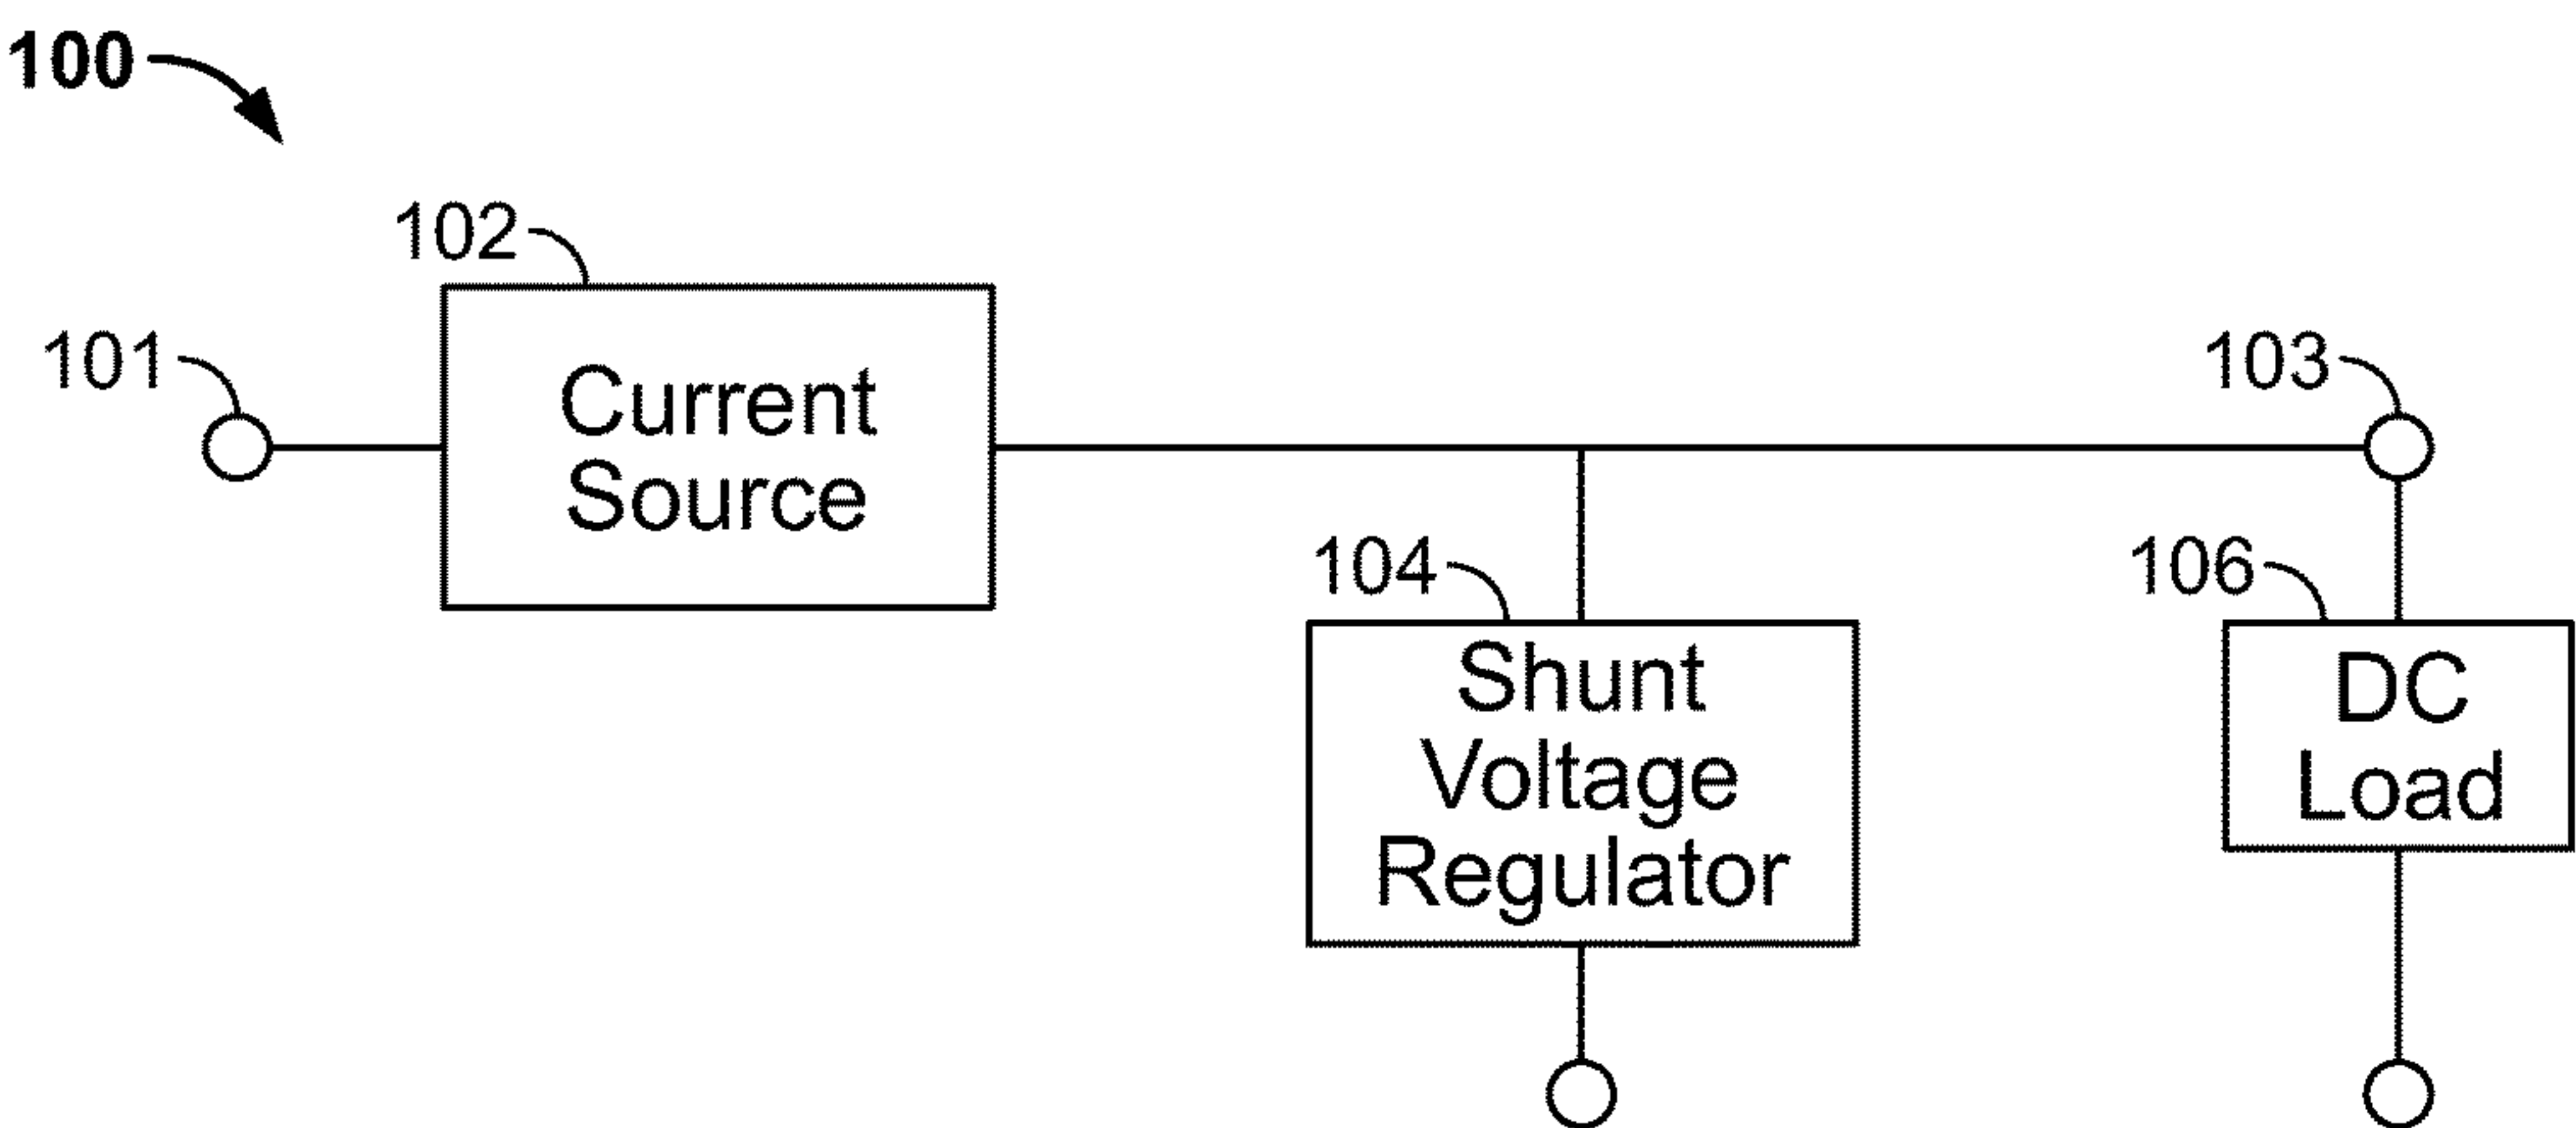 100
102
101
Current
Source
103
104
106
Shunt
Voltage
Regulator
DC
Load